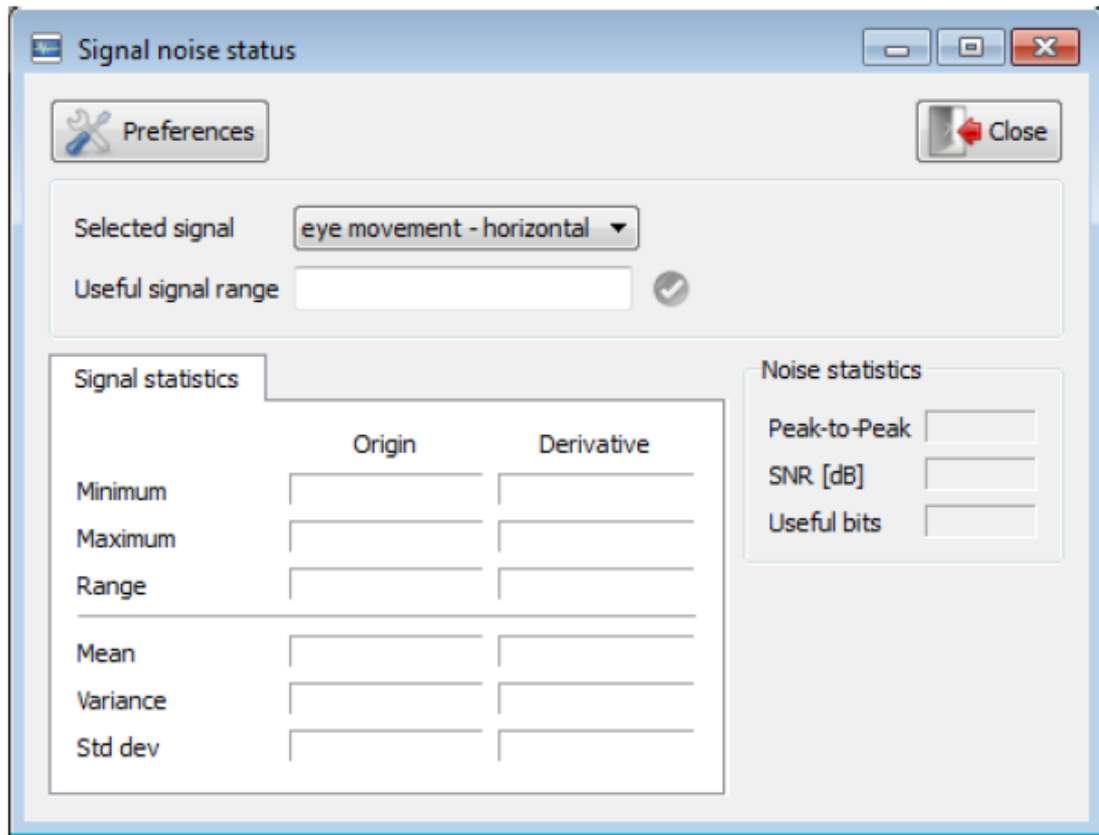 Signal noise status
Preferences
Close
Selected signal eye movement - horizontal
Useful signal range
Signal statistics
Origin Derivative
Minimum
Maximum
Range
Mean
Variance
Std dev
Noise statistics
Peak-to-Peak
SNR [dB]
Useful bits